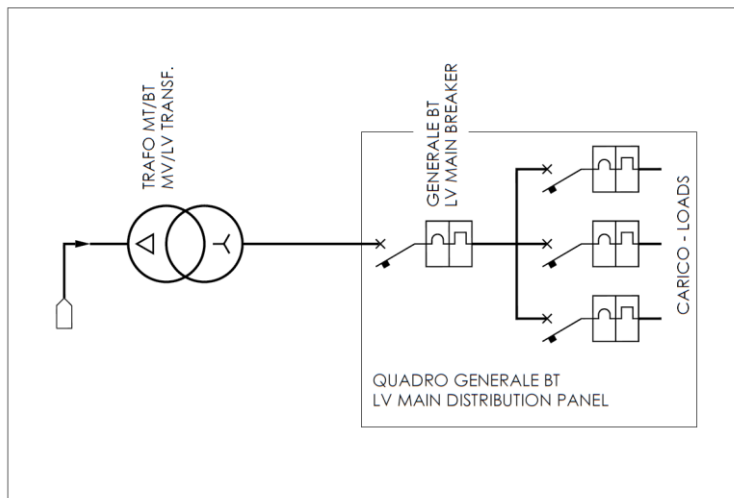 TRAFO MT/BT
MV/LV TRANSF.
GENERALE BT
LV MAIN BREAKER
CARICO - LOADS
QUADRO GENERALE BT
LV MAIN DISTRIBUTION PANEL